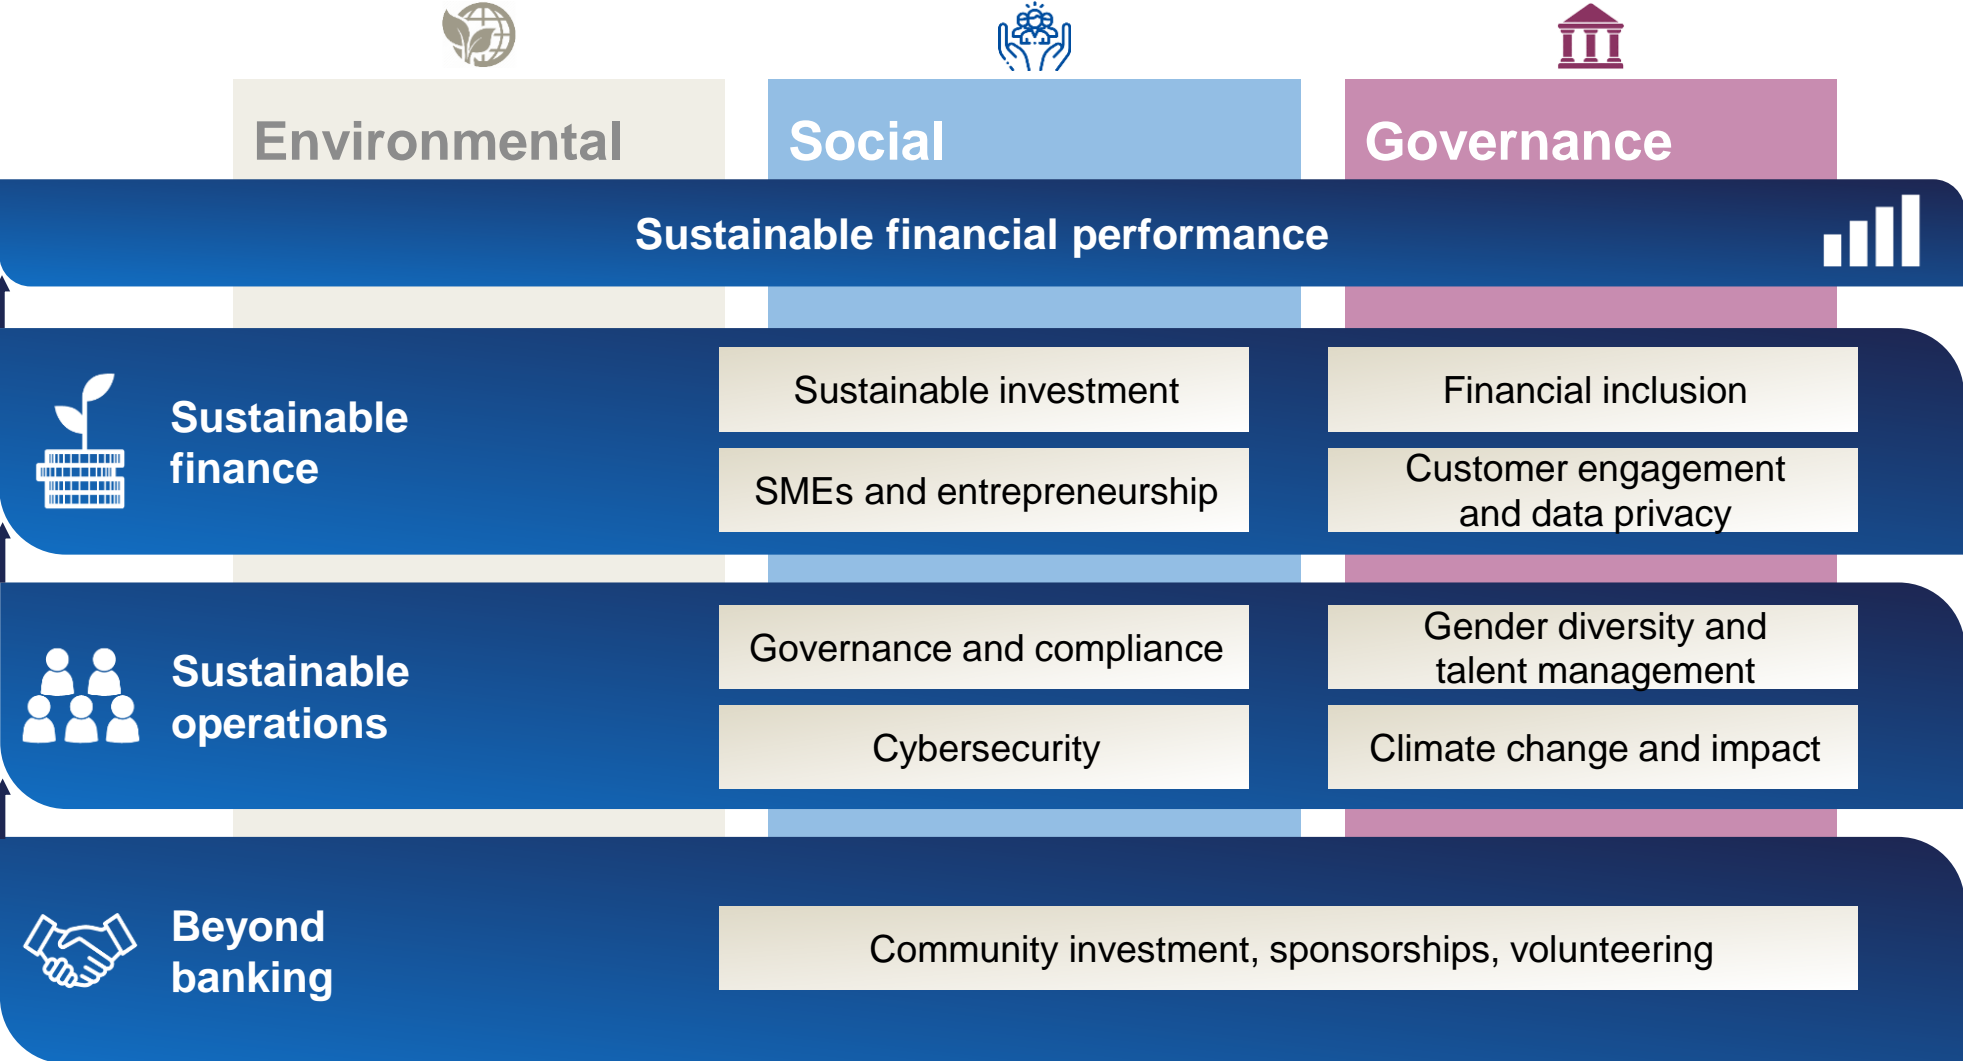 Environmental
Social
Governance
Sustainable financial performance
Sustainable
finance
Sustainable investment
Financial inclusion
SMEs and entrepreneurship
Customer engagement
and data privacy
Sustainable
operations
Governance and compliance
Gender diversity and
talent management
Cybersecurity
Climate change and impact
Beyond
banking
Community investment, sponsorships, volunteering